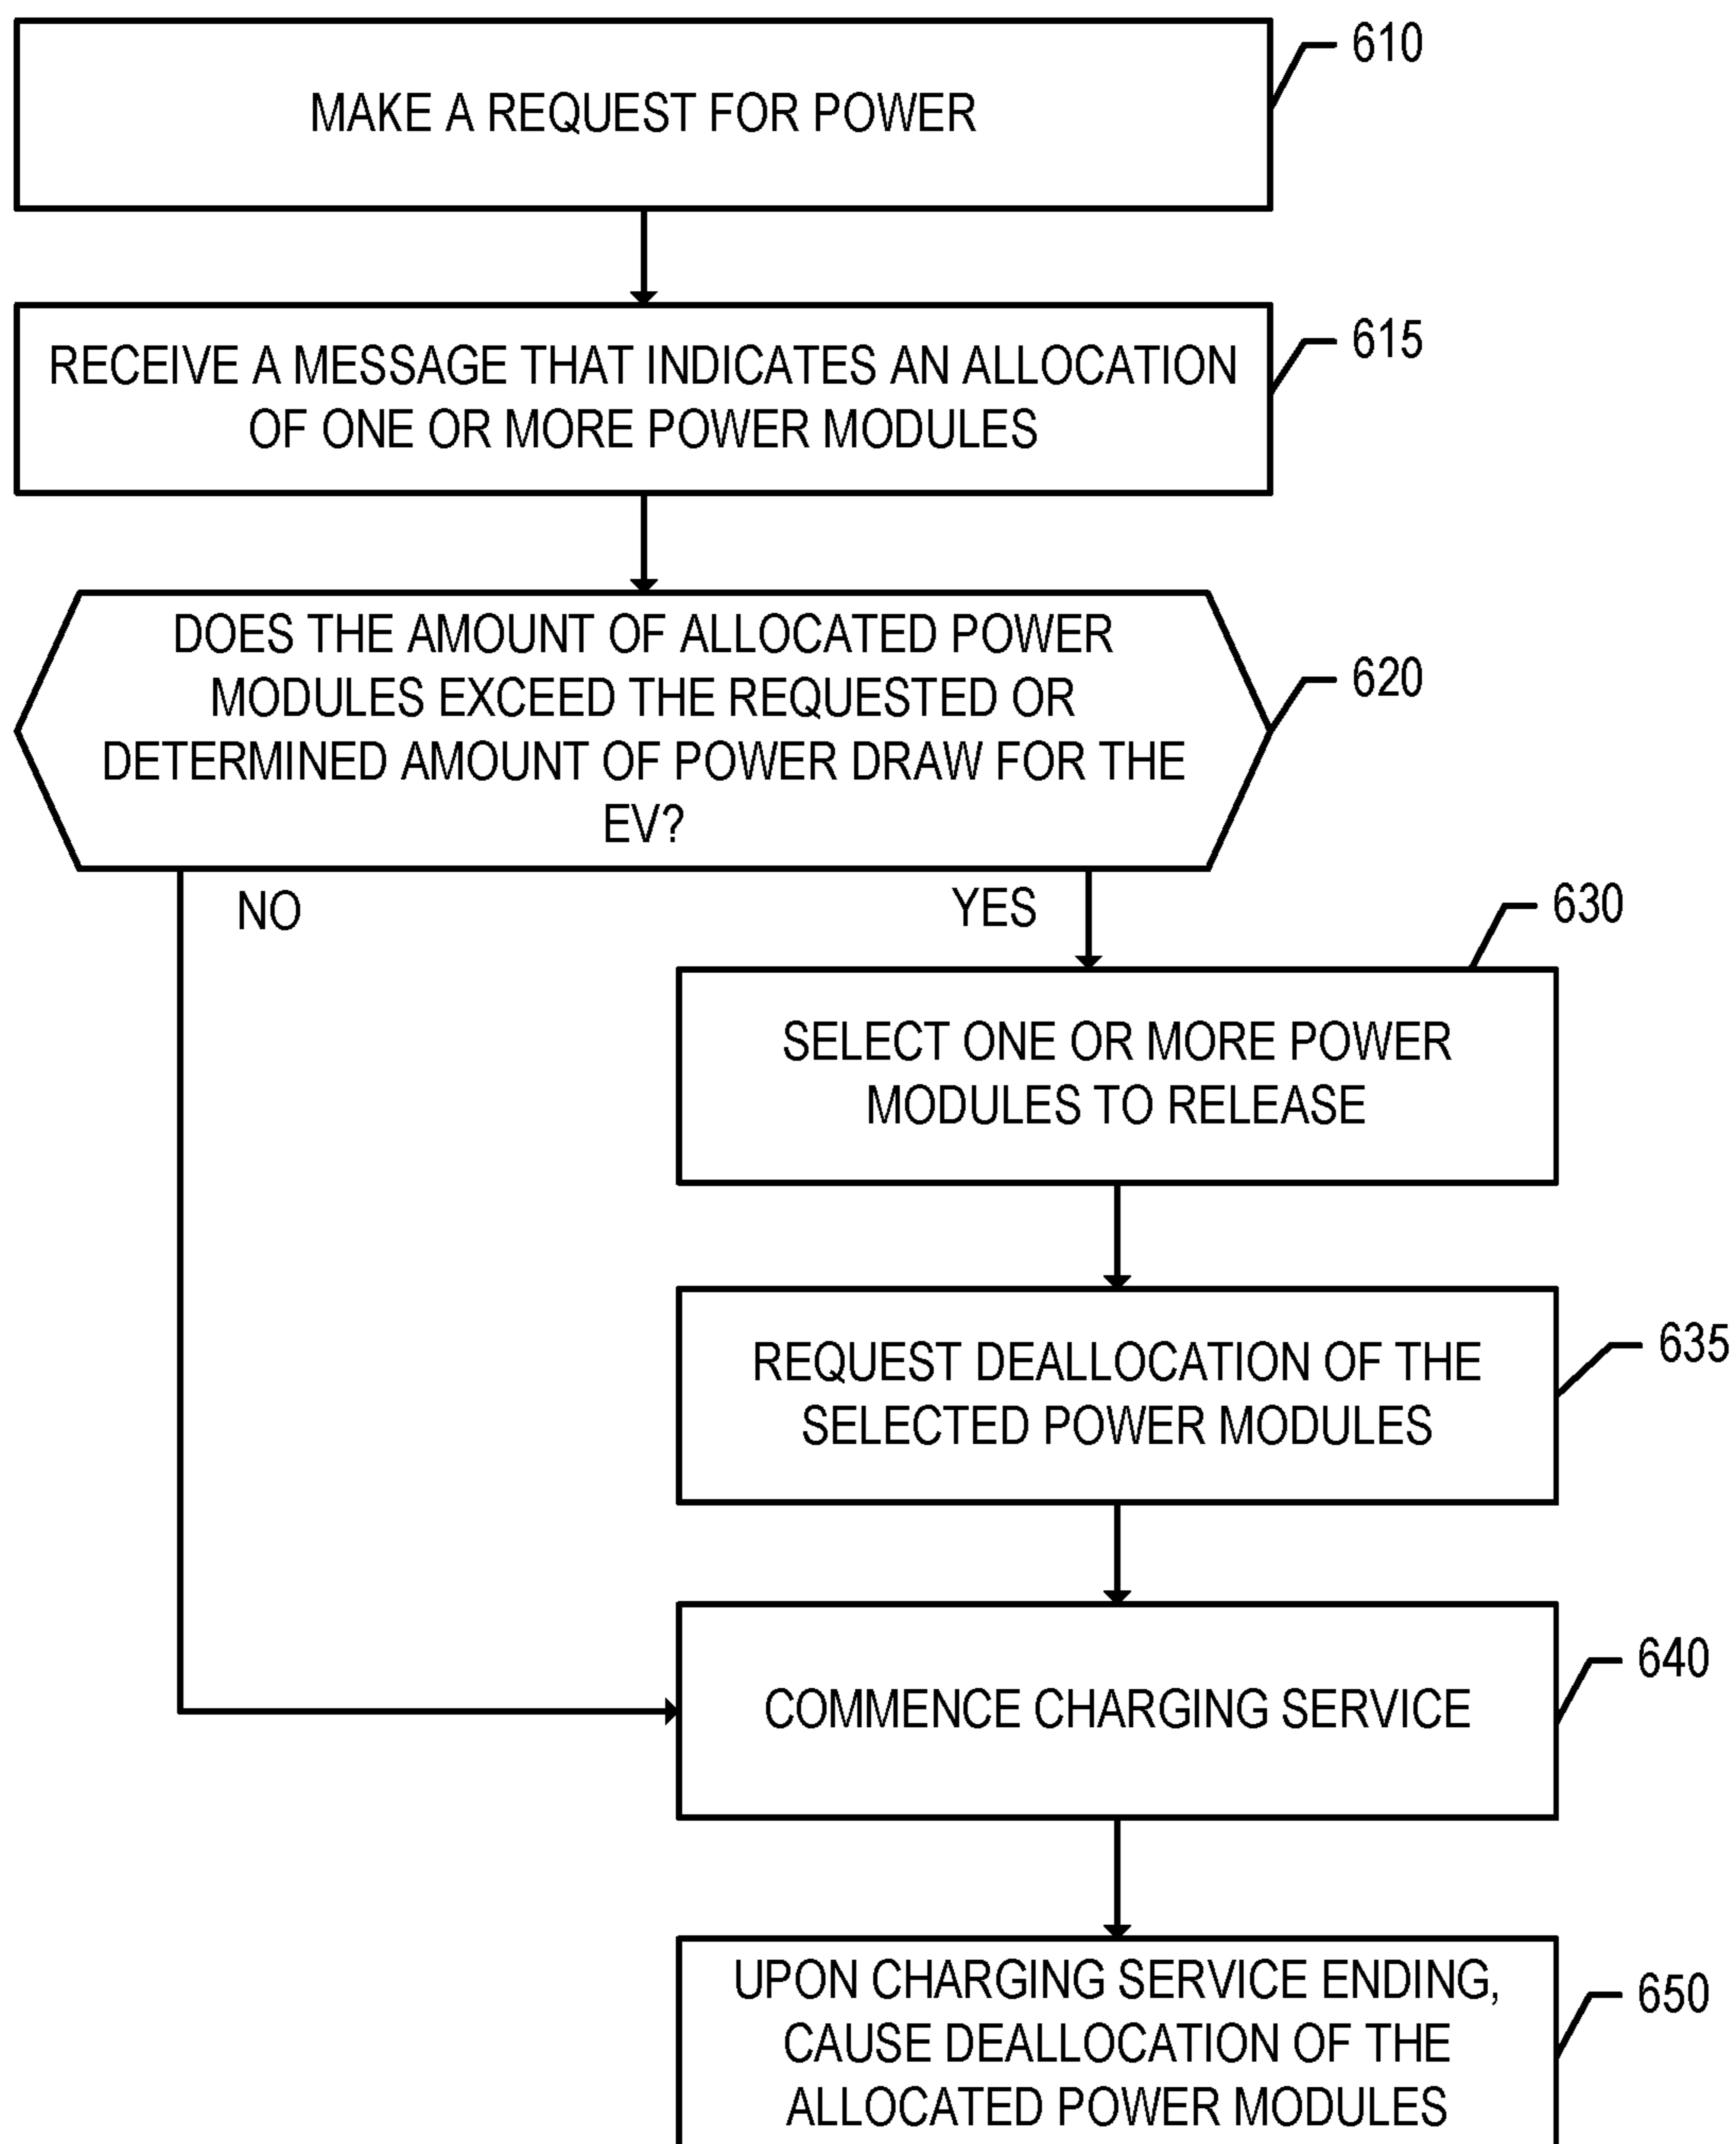 610
MAKE A REQUEST FOR POWER
615
RECEIVE A MESSAGE THAT INDICATES AN ALLOCATION
OF ONE OR MORE POWER MODULES
DOES THE AMOUNT OF ALLOCATED POWER
MODULES EXCEED THE REQUESTED OR
DETERMINED AMOUNT OF POWER DRAW FOR THE
EV?
620
NO
YES
630
SELECT ONE OR MORE POWER
MODULES TO RELEASE
635
REQUEST DEALLOCATION OF THE
SELECTED POWER MODULES
640
COMMENCE CHARGING SERVICE
650
UPON CHARGING SERVICE ENDING,
CAUSE DEALLOCATION OF THE
ALLOCATED POWER MODULES